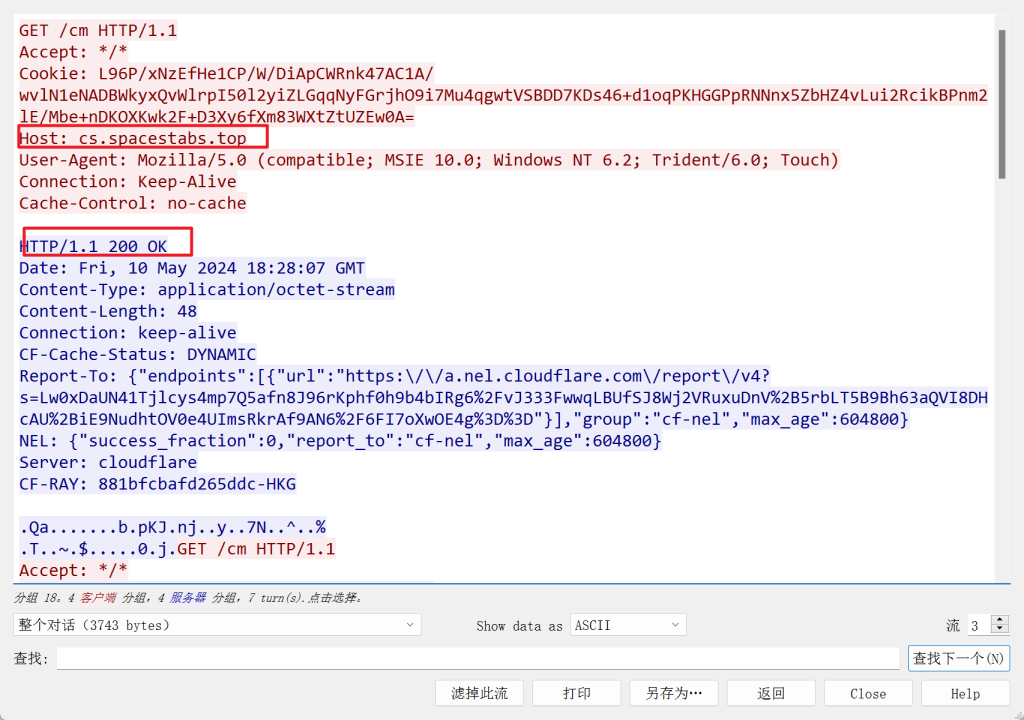 GET /cm HTTP/1.1
Accept: */*
Cookie: L96P/xNzEfHe1CP/W/DiApCWRnk47AC1A/
wvlN1eNADBWkyxQvWlrpI50l2yiZLGqqNyFGrjhO9i7Mu4qgwtVSBDD7KDs46+d1oqPKHGGPpRNNnx5ZbHZ4vLui2RcikBPnm2
lE/Mbe+nDKOXKwk2F+D3Xy6fXm83WXtZtUZEw0A=
Host: cs.spacestabs.top
User-Agent: Mozilla/5.0 (compatible; MSIE 10.0; Windows NT 6.2; Trident/6.0; Touch)
Connection: Keep-Alive
Cache-Control: no-cache
HTTP/1.1 200 OK
Date: Fri, 10 May 2024 18:28:07 GMT
Content-Type: application/octet-stream
Content-Length: 48
Connection: keep-alive
CF-Cache-Status: DYNAMIC
Report-To: {"endpoints":[{"url":"https:\/\/a.nel.cloudflare.com\/report\/v4?
s=Lw0xDaUN41Tjlcys4mp7Q5afn8J96rKphf0h9b4bIRg6%2FvJ333FwwqLBUfSJ8Wj2VRuxuDnV%2B5rbLT5B9Bh63aQVI8DH
cAU%2BiE9NudhtOV0e4UImsRkrAf9AN6%2F6FI7oXwOE4g%3D%3D"}],"group":"cf-nel","max_age":604800}
NEL: {"success_fraction":0,"report_to":"cf-nel","max_age":604800}
Server: cloudflare
CF-RAY: 881bfcbafd265ddc-HKG
.Qa.......b.pKJ.nj..y..7N..^..%
.T..~.$.....0.j.GET /cm HTTP/1.1
Accept: */*
分组 18。4 客户端 分组，4 服务器 分组，7 turn(s).点击选择。
整个对话（3743 bytes）
Show data as ASCII
流 3
查找:
查找下一个(N)
滤掉此流 打印 另存为… 返回 Close Help